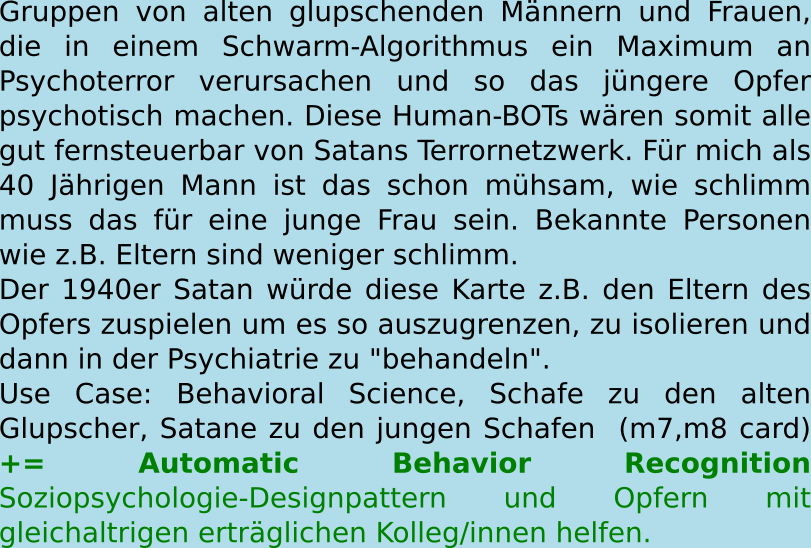 Gruppen von alten glupschenden Männern und Frauen,
die in einem Schwarm-Algorithmus ein Maximum an
Psychoterror verursachen und so das jüngere Opfer
psychotisch machen. Diese Human-BOTs wären somit alle
gut fernsteuerbar von Satans Terrornetzwerk. Für mich als
40 Jährigen Mann ist das schon mühsam, wie schlimm
muss das für eine junge Frau sein. Bekannte Personen
wie z.B. Eltern sind weniger schlimm.
Der 1940er Satan würde diese Karte z.B. den Eltern des
Opfers zuspielen um es so auszugrenzen, zu isolieren und
dann in der Psychiatrie zu "behandeln".
Use Case: Behavioral Science, Schafe zu den alten
Glupscher, Satane zu den jungen Schafen  (m7,m8 card)
+= Automatic Behavior Recognition
Soziopsychologie-Designpattern und Opfern mit
gleichaltrigen erträglichen Kolleg/innen helfen.